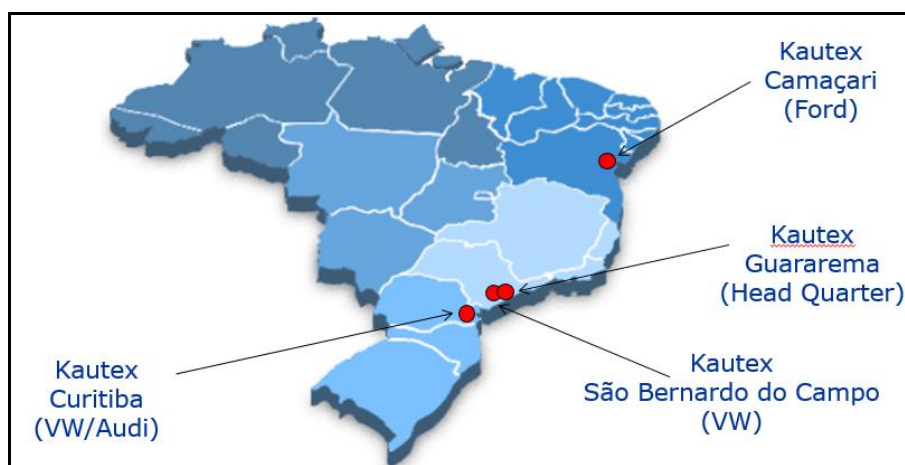 Kautex
Camaçari
(Ford)
Kautex
Guararema
(Head Quarter)
Kautex
São Bernardo do Campo
(VW)
Kautex
Curitiba
(VW/Audi)